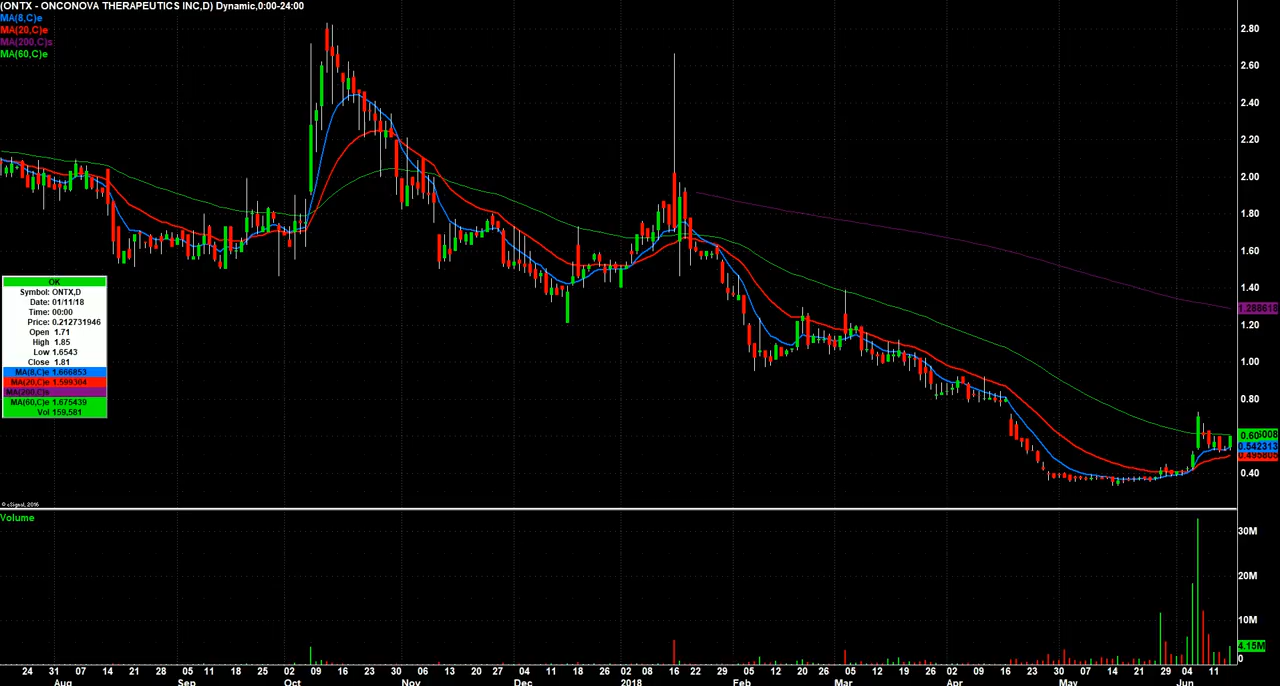 (ONTX - ONCONOVA THERAPEUTICS INC,D) Dynamic,0:00-24:00
MA(8,C)e
MA(20,C)e
MA(200,C)s
MA(60,C)e
2.80
2.60
2.40
2.20
2.00
1.80
1.60
1.40
1.288618
1.20
1.00
0.80
0.60
0.542313
0.495805
0.40
OK
Symbol: ONTX,D
Date: 01/11/18
Time: 00:00
Price: 0.212731946
Open 1.71
High 1.85
Low 1.6543
Close 1.81
MA(8,C)e 1.666853
MA(20,C)e 1.599304
MA(200,C)s
MA(60,C)e 1.675439
Vol 159,581
© eSignal, 2016
Volume
30M
20M
10M
4.15M
0
24 31 07 14 21 28 05 11 18 25 02 09 16 23 30 06 13 20 27 04 11 18 26 02 09 16 23 05 12 20 26 05 12 19 26 02 09 16 23 30 07 14 21 29 04 11
Aug Sep Oct Nov Dec 2018 Feb Mar Apr May Jun